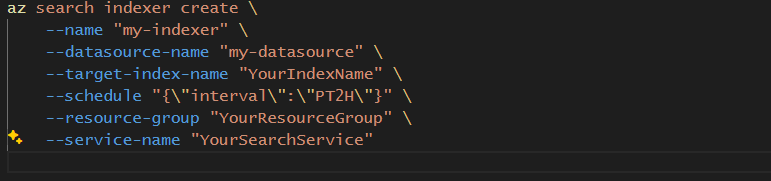 az search indexer create \
    --name "my-indexer" \
    --datasource-name "my-datasource" \
    --target-index-name "YourIndexName" \
    --schedule "{\"interval\":\"PT2H\"}" \
    --resource-group "YourResourceGroup" \
    --service-name "YourSearchService"